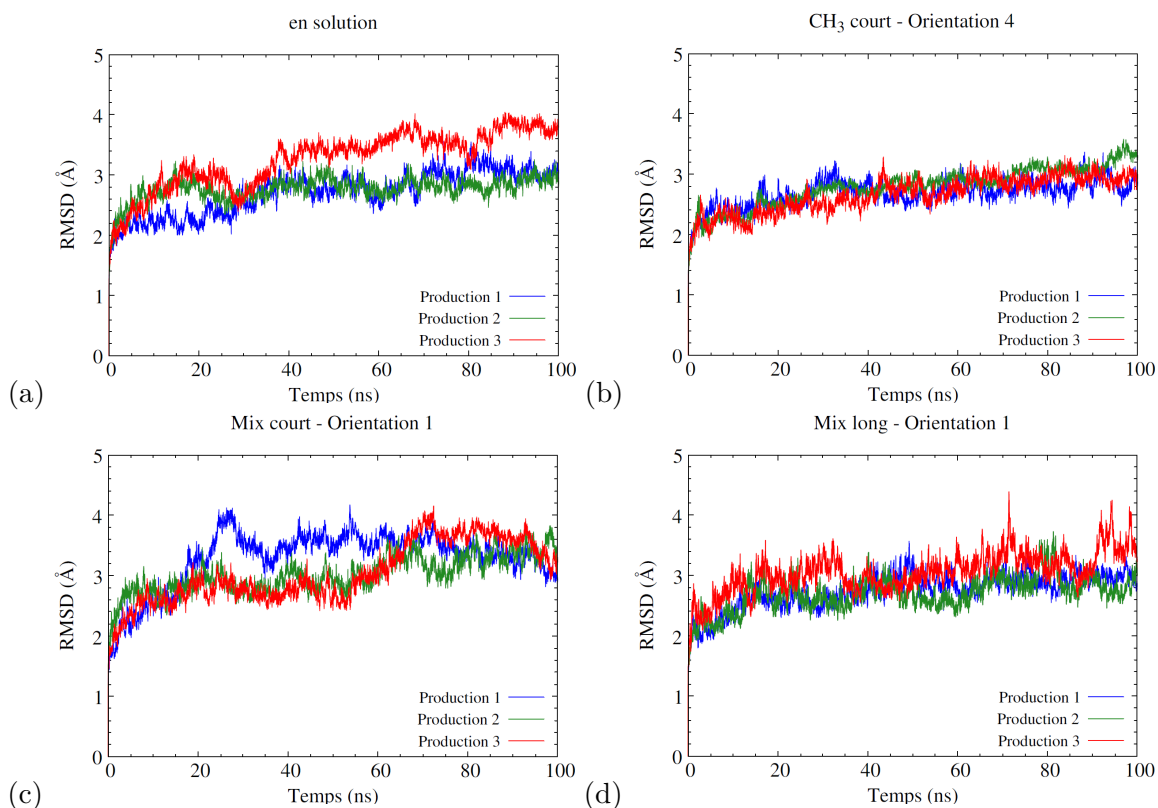 en solution
5
4
3
2
1
0
RMSD (Å)
Production 1
Production 2
Production 3
0 20 40 60 80 100
Temps (ns)
(a)
CH₃ court - Orientation 4
5
4
3
2
1
0
RMSD (Å)
Production 1
Production 2
Production 3
0 20 40 60 80 100
Temps (ns)
(b)
Mix court - Orientation 1
5
4
3
2
1
0
RMSD (Å)
Production 1
Production 2
Production 3
0 20 40 60 80 100
Temps (ns)
(c)
Mix long - Orientation 1
5
4
3
2
1
0
RMSD (Å)
Production 1
Production 2
Production 3
0 20 40 60 80 100
Temps (ns)
(d)